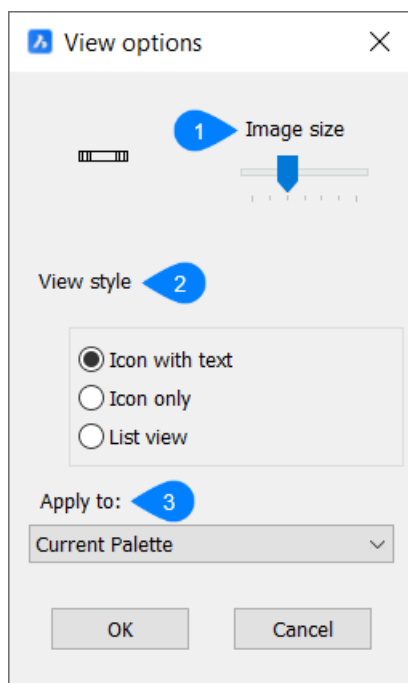 View options
1 Image size
View style 2
Icon with text
Icon only
List view
Apply to: 3
Current Palette
OK Cancel